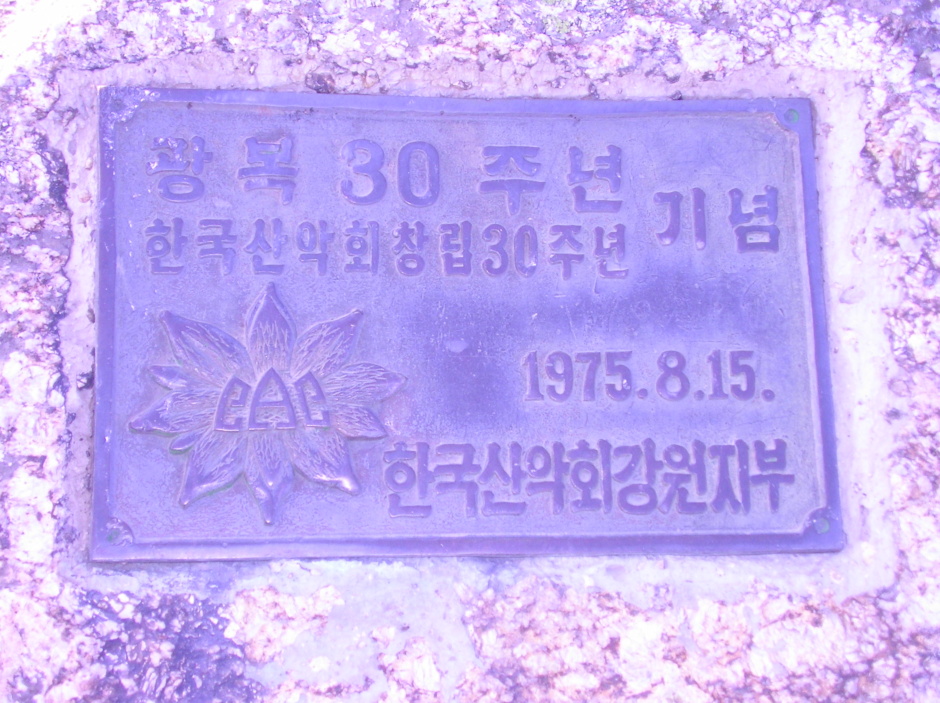 광복 30 주년
한국산악회창립30주년 기념
eAe
1975.8.15.
한국산악회강원지부